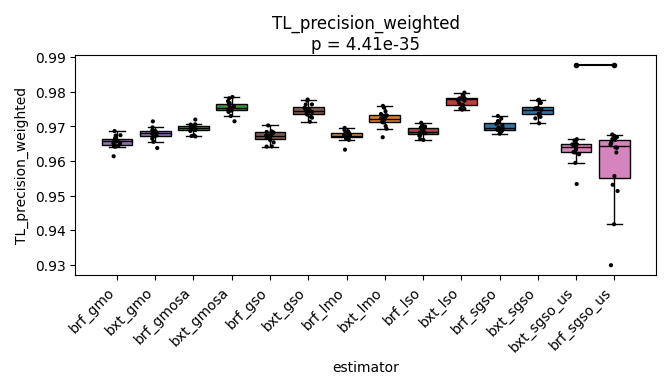 TL_precision_weighted
p = 4.41e-35
TL_precision_weighted
0.99
0.98
0.97
0.96
0.95
0.94
0.93
brf_gmo
bxt_gmo
brf_gmosa
bxt_gmosa
brf_gso
bxt_gso
brf_lmo
bxt_lmo
brf_lso
bxt_lso
brf_sgso
bxt_sgso
bxt_sgso_us
brf_sgso_us
estimator